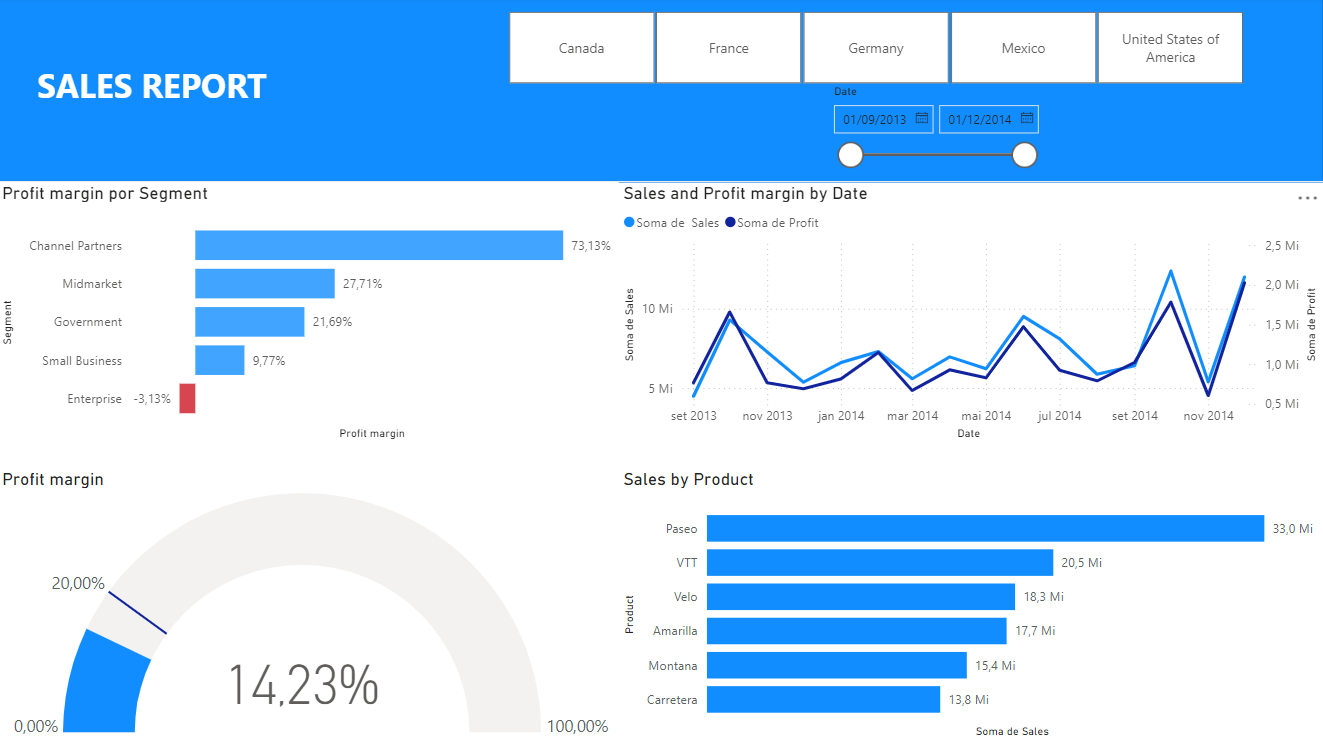 SALES REPORT
Canada
France
Germany
Mexico
United States of
America
Date
01/09/2013
01/12/2014
Profit margin por Segment
Segment
Channel Partners
73,13%
Midmarket
27,71%
Government
21,69%
Small Business
9,77%
Enterprise
-3,13%
Profit margin
Sales and Profit margin by Date
Soma de Sales
Soma de Profit
Soma de Sales
10 Mi
5 Mi
2,5 Mi
2,0 Mi
1,5 Mi
1,0 Mi
0,5 Mi
Soma de Profit
set 2013
nov 2013
jan 2014
mar 2014
mai 2014
jul 2014
set 2014
nov 2014
Date
Profit margin
20,00%
14,23%
0,00%
100,00%
Sales by Product
Product
Paseo
33,0 Mi
VTT
20,5 Mi
Velo
18,3 Mi
Amarilla
17,7 Mi
Montana
15,4 Mi
Carretera
13,8 Mi
Soma de Sales